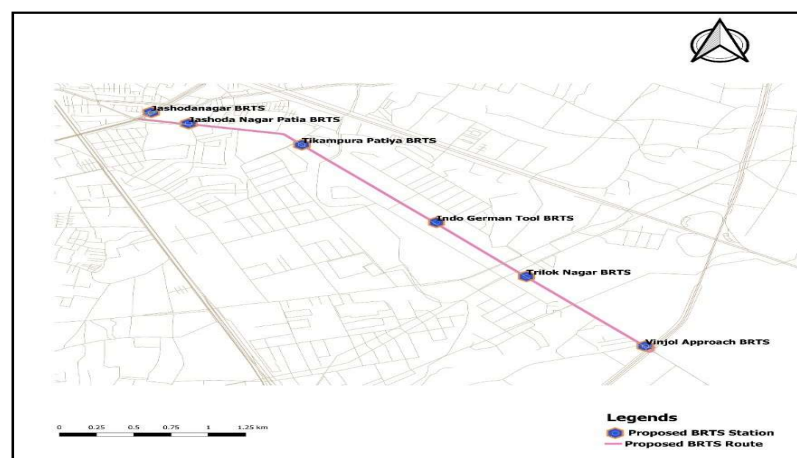 Jashodanagar BRTS
Jashoda Nagar Patia BRTS
Tikampura Patiya BRTS
Indo German Tool BRTS
Trilok Nagar BRTS
Vinjol Approach BRTS
0 0.25 0.5 0.75 1 1.25 km
Legends
Proposed BRTS Station
Proposed BRTS Route